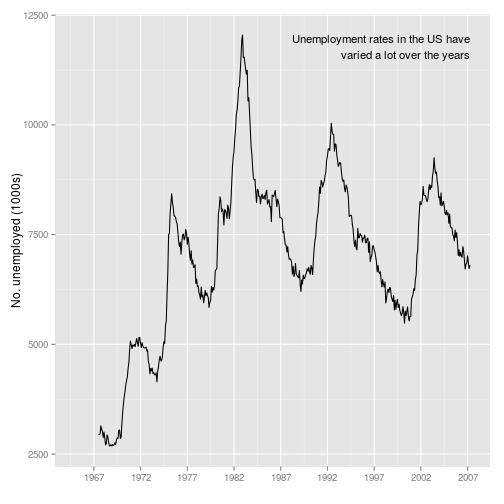 12500
Unemployment rates in the US have
varied a lot over the years
10000
7500
5000
2500
No. unemployed (1000s)
1967 1972 1977 1982 1987 1992 1997 2002 2007